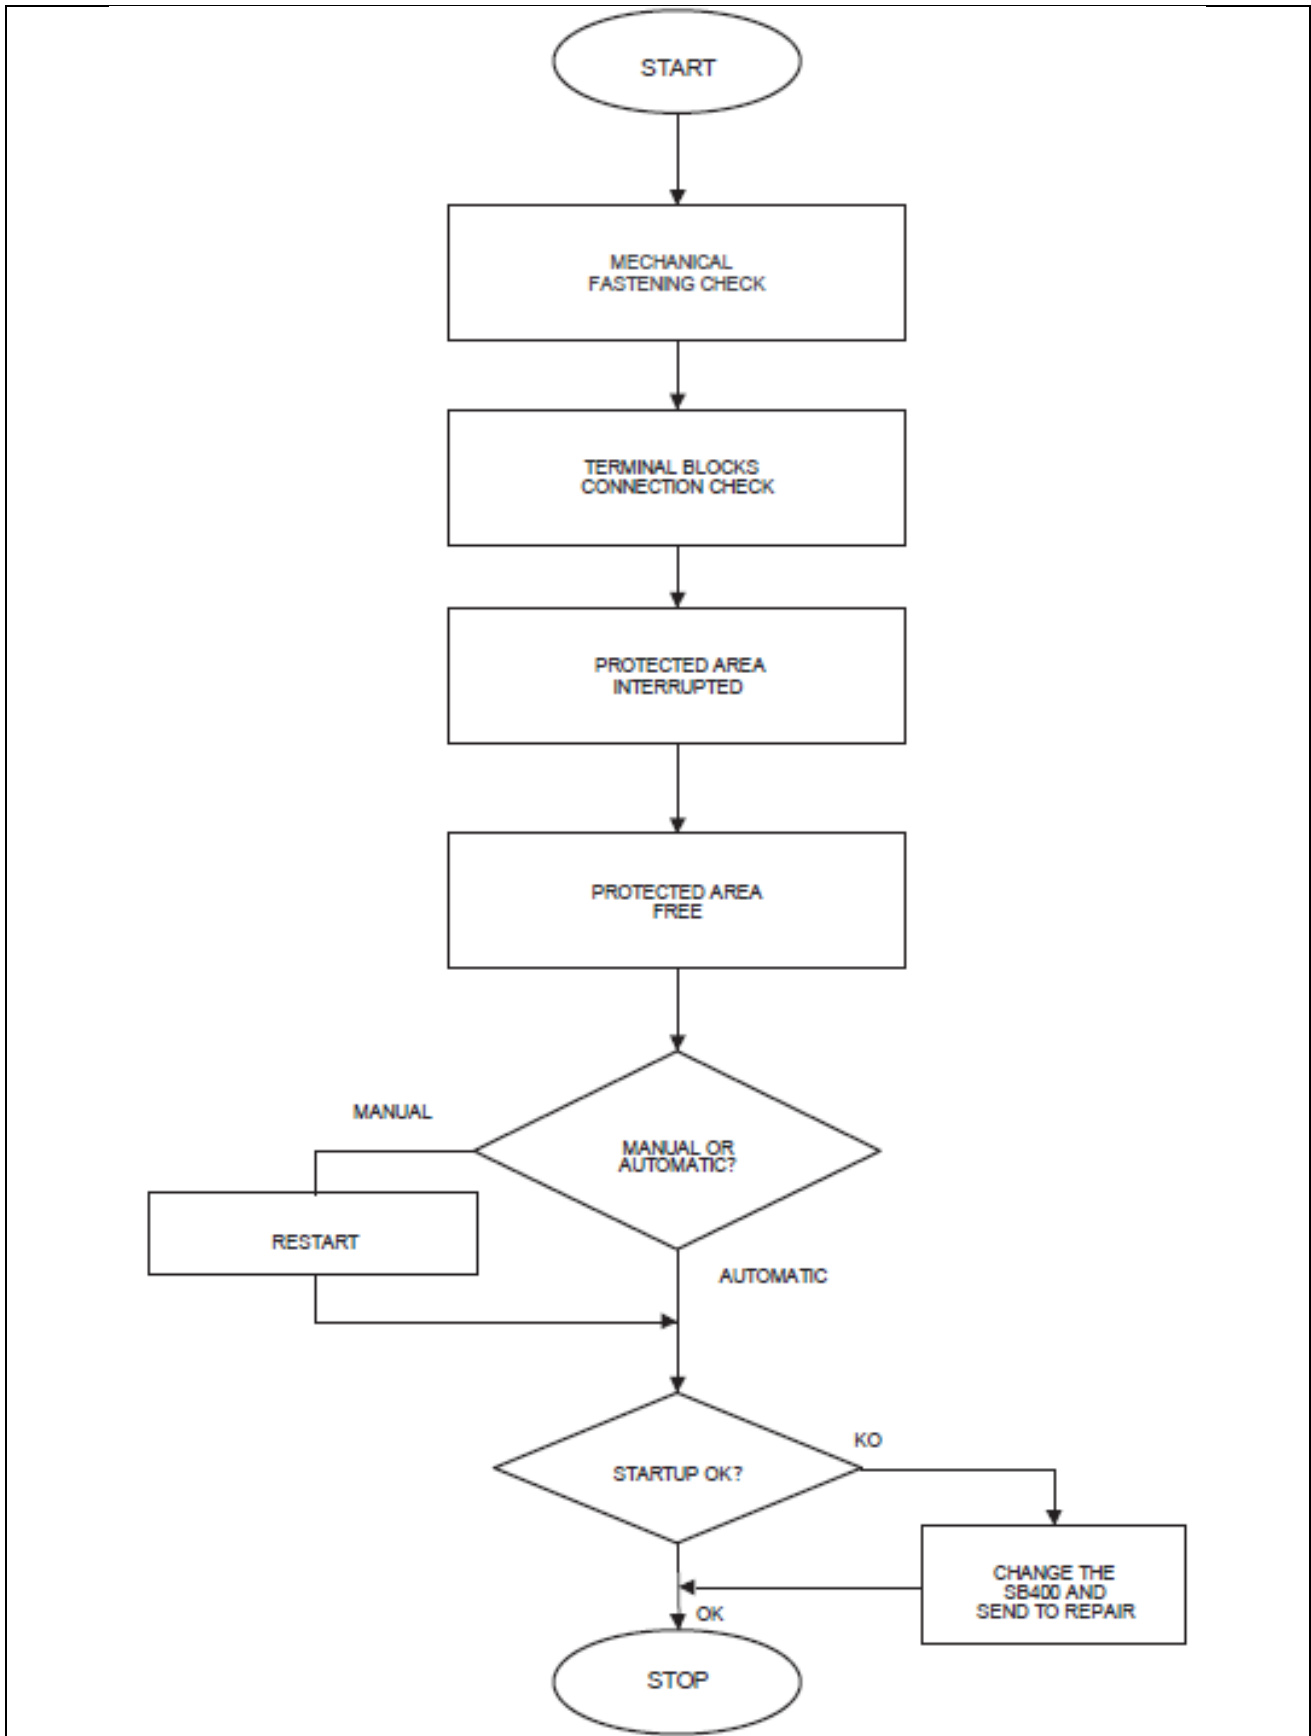 START
MECHANICAL
FASTENING CHECK
TERMINAL BLOCKS
CONNECTION CHECK
PROTECTED AREA
INTERRUPTED
PROTECTED AREA
FREE
MANUAL
MANUAL OR
AUTOMATIC?
RESTART
AUTOMATIC
KO
STARTUP OK?
CHANGE THE
SB400 AND
SEND TO REPAIR
OK
STOP